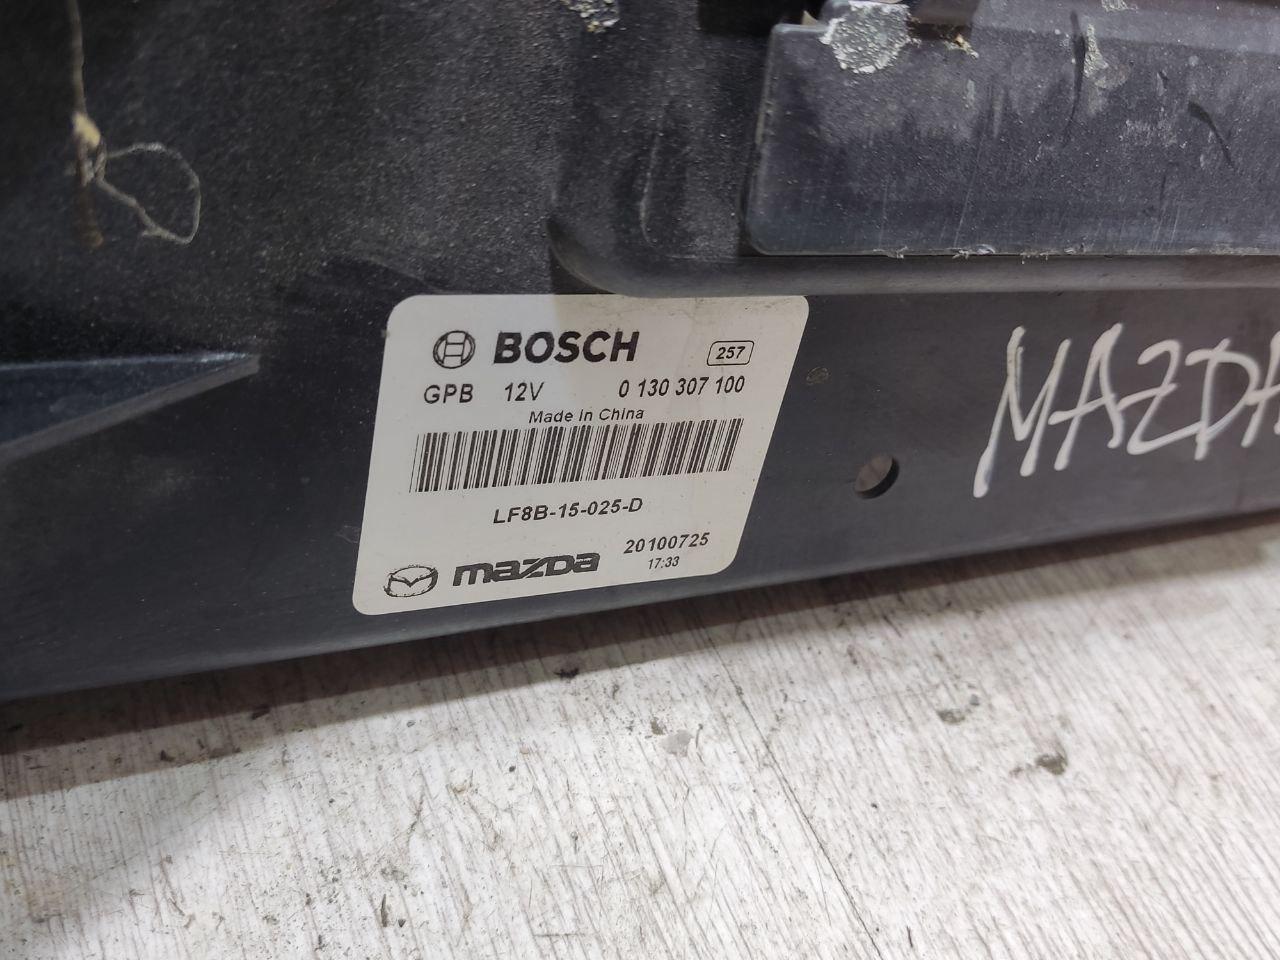 BOSCH 257
GPB 12V 0 130 307 100
Made in China
LF8B-15-025-D
mazda 20100725
17:33
MAZDA